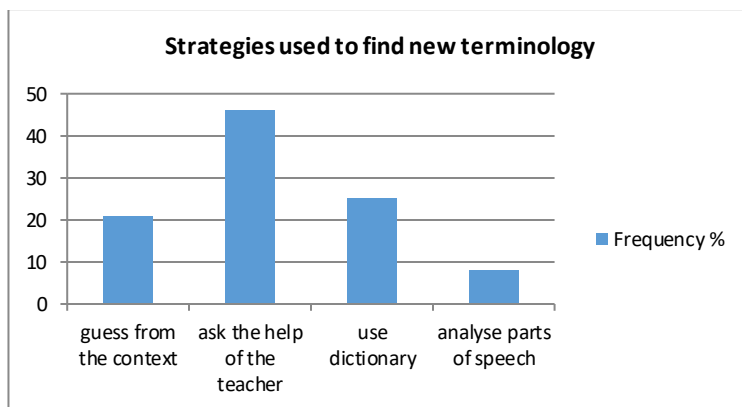 Strategies used to find new terminology
50
40
30
20
10
0
guess from
the context
ask the help
of the
teacher
use
dictionary
analyse parts
of speech
Frequency %